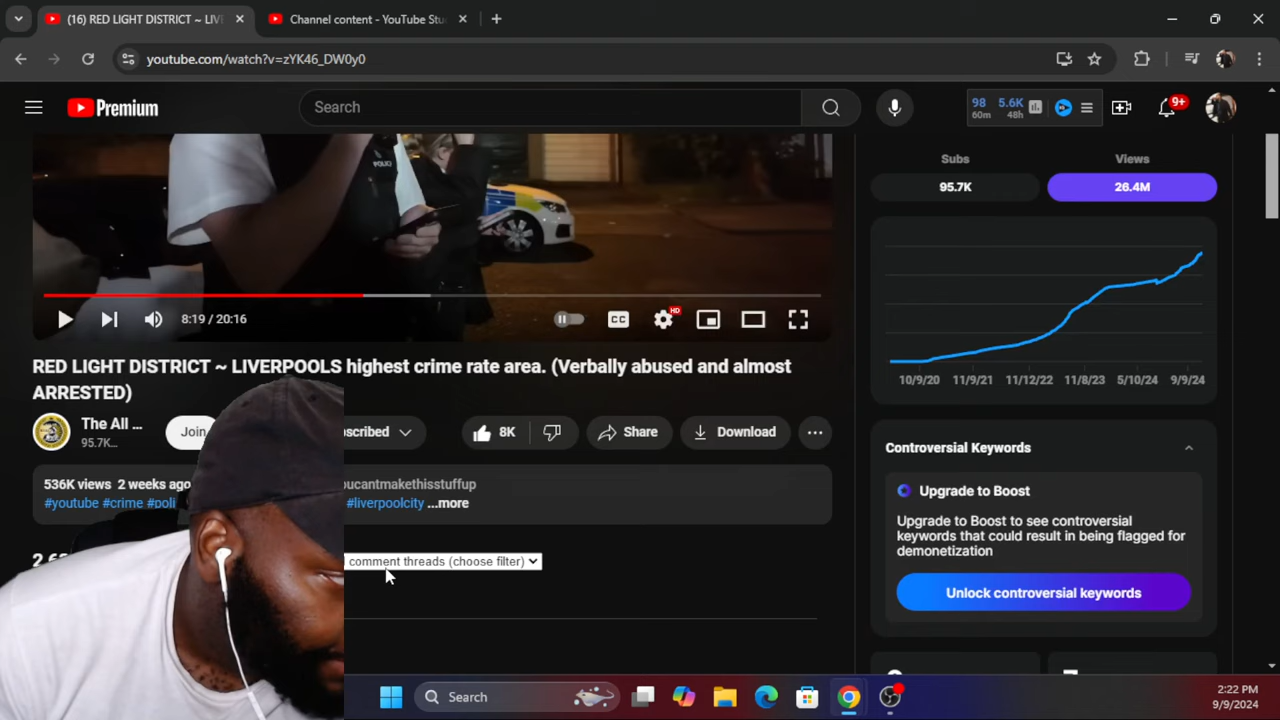 (16) RED LIGHT DISTRICT ~ LIV
Channel content - YouTube Stu
youtube.com/watch?v=zYK46_DW0y0
Premium
Search
98 5.6K
60m 48h
9+
POLICE
8:19 / 20:16
CC
HD
Subs
Views
95.7K
26.4M
10/9/20 11/9/21 11/12/22 11/8/23 5/10/24 9/9/24
RED LIGHT DISTRICT ~ LIVERPOOLS highest crime rate area. (Verbally abused and almost
ARRESTED)
The All ...
95.7K...
Join
8K
Share
Download
Controversial Keywords
536K views 2 weeks ago
#youtube #crime
#liverpoolcity ...more
Upgrade to Boost
Upgrade to Boost to see controversial
keywords that could result in being flagged for
demonetization
Unlock controversial keywords
comment threads (choose filter)
Search
2:22 PM
9/9/2024